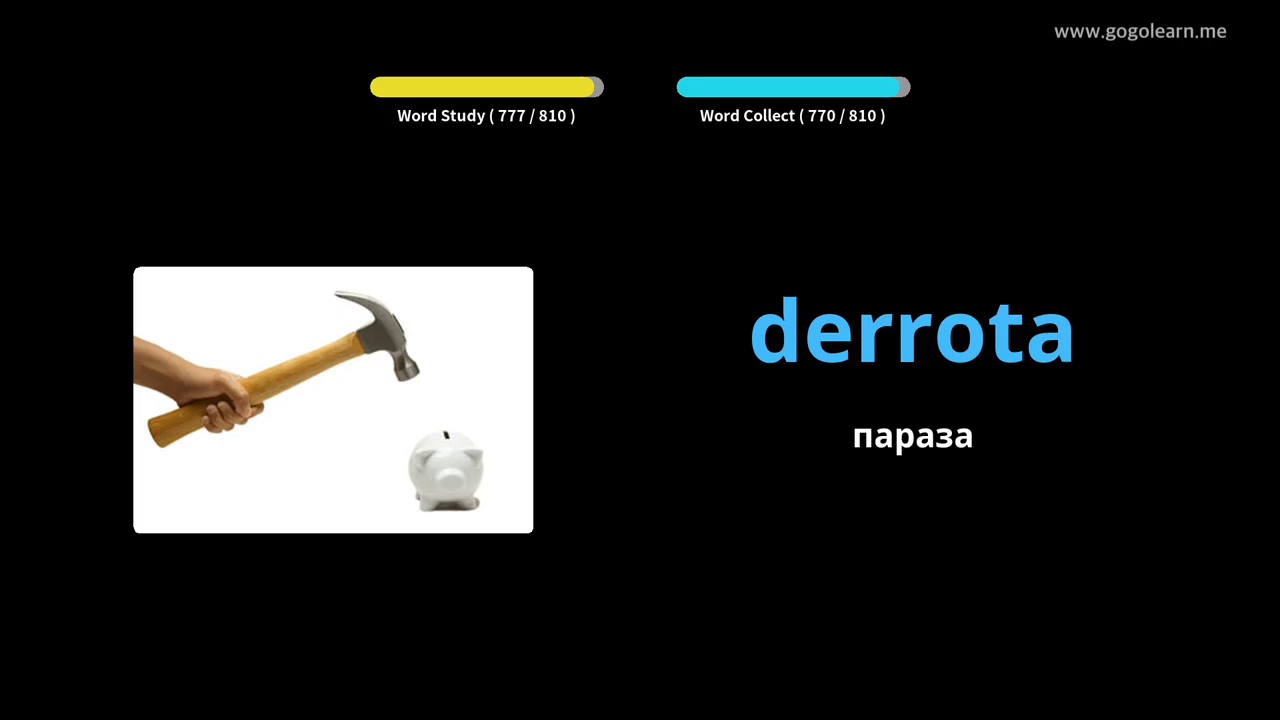 www.gogolearn.me
Word Study ( 777 / 810 )
Word Collect ( 770 / 810 )
derrota
параза